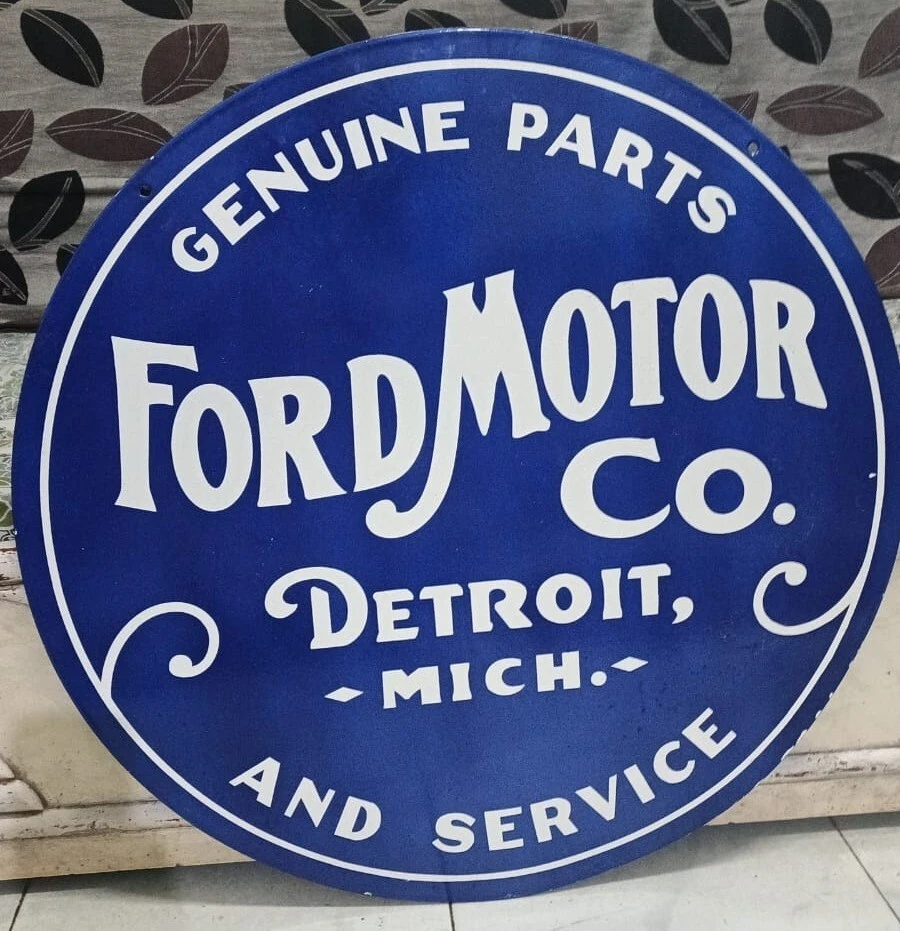 GENUINE PARTS
FORD MOTOR
CO.
DETROIT,
-MICH.-
AND SERVICE